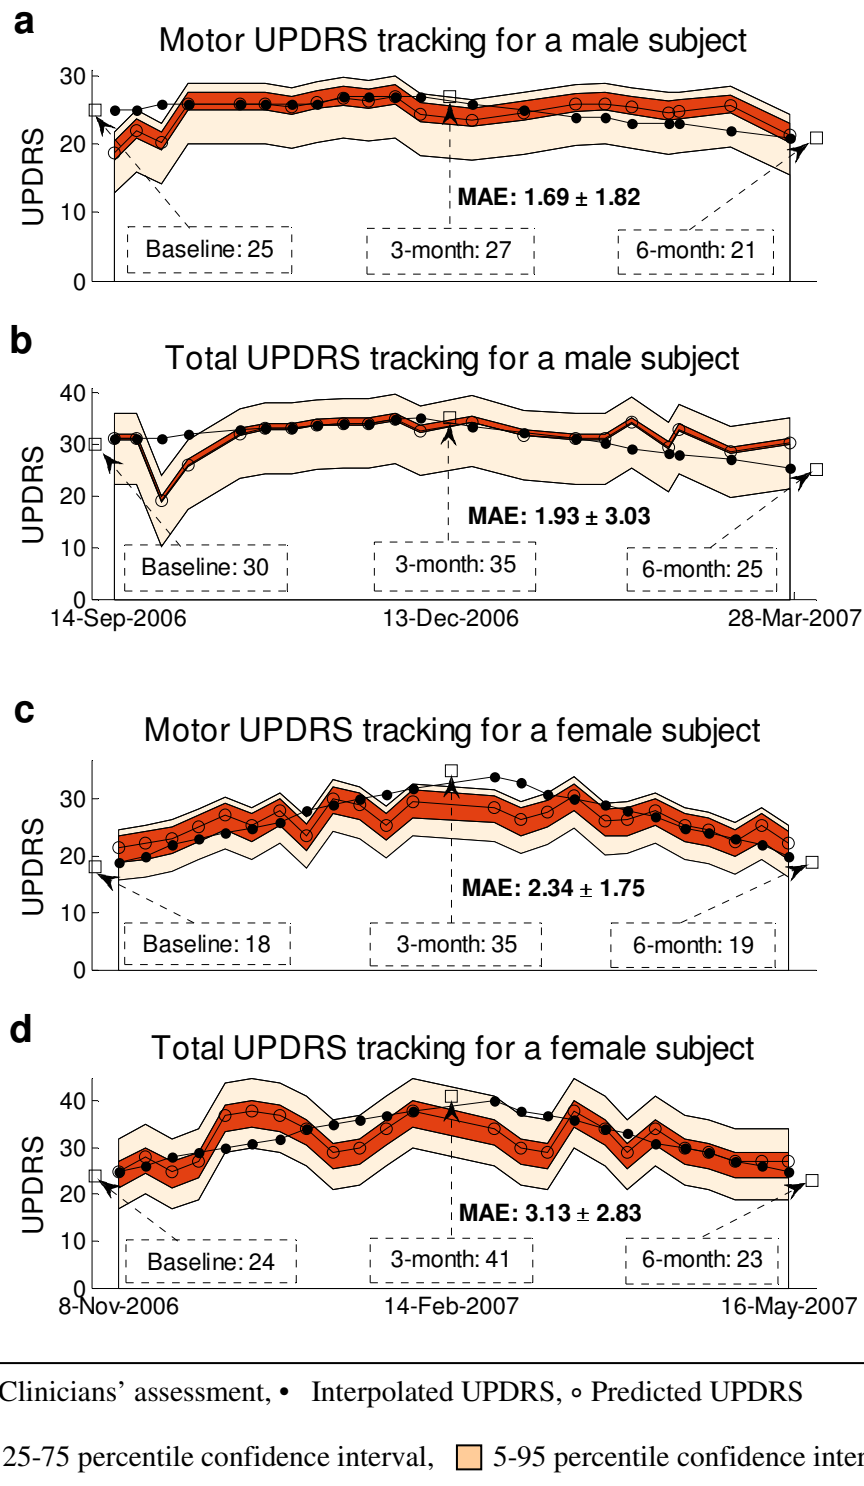 a
Motor UPDRS tracking for a male subject
30
20
10
0
UPDRS
MAE: 1.69 ± 1.82
Baseline: 25
3-month: 27
6-month: 21
b
Total UPDRS tracking for a male subject
40
30
20
10
0
UPDRS
MAE: 1.93 ± 3.03
Baseline: 30
3-month: 35
6-month: 25
14-Sep-2006
13-Dec-2006
28-Mar-2007
c
Motor UPDRS tracking for a female subject
30
20
10
0
UPDRS
MAE: 2.34 ± 1.75
Baseline: 18
3-month: 35
6-month: 19
d
Total UPDRS tracking for a female subject
40
30
20
10
0
UPDRS
MAE: 3.13 ± 2.83
Baseline: 24
3-month: 41
6-month: 23
8-Nov-2006
14-Feb-2007
16-May-2007
Clinicians’ assessment, • Interpolated UPDRS, ∘ Predicted UPDRS
25-75 percentile confidence interval, 5-95 percentile confidence inter